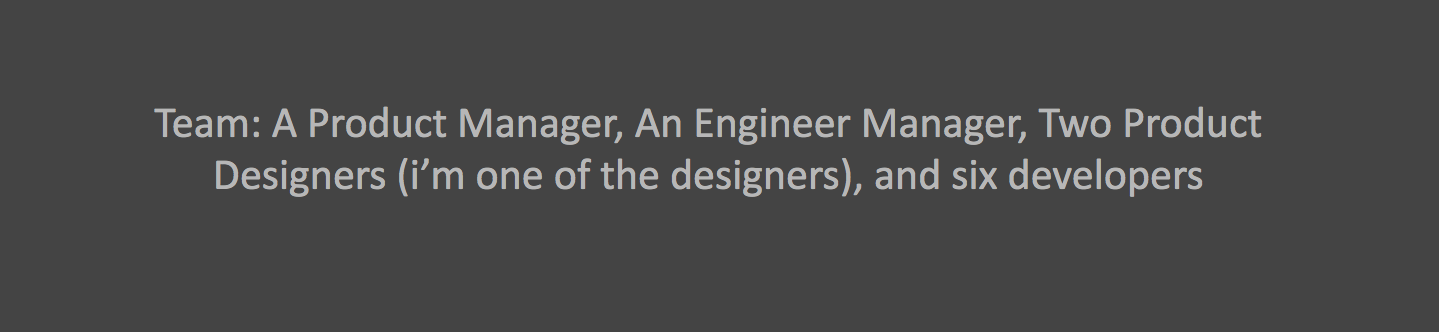 Team: A Product Manager, An Engineer Manager, Two Product
Designers (i’m one of the designers), and six developers